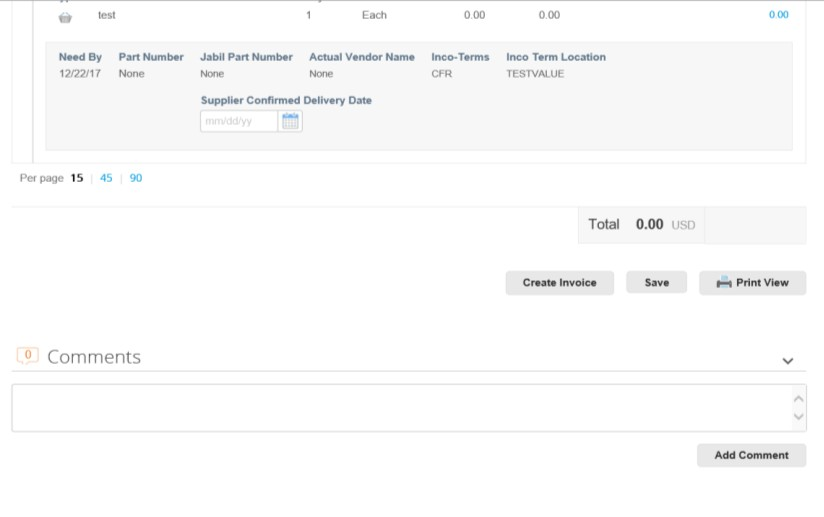 test 1 Each 0.00 0.00 0.00
Need By Part Number Jabil Part Number Actual Vendor Name Inco-Terms Inco Term Location
12/22/17 None None None CFR TESTVALUE
Supplier Confirmed Delivery Date
mm/dd/yy
Per page 15 | 45 | 90
Total 0.00 USD
Create Invoice Save Print View
0 Comments
Add Comment